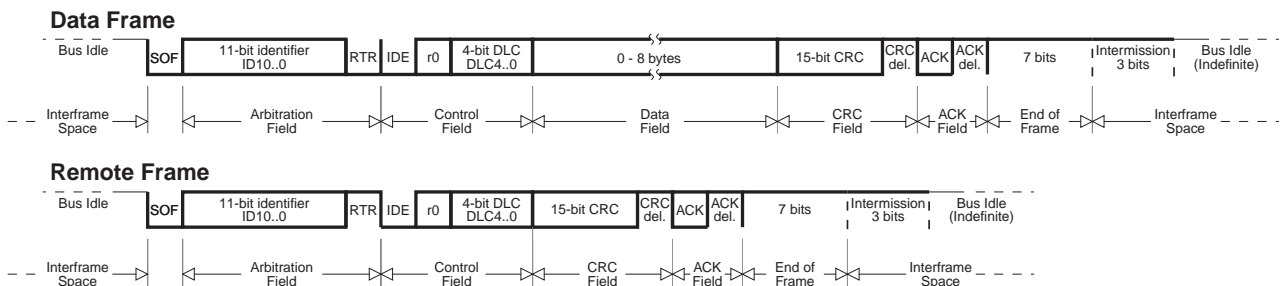 Data Frame
Bus Idle
SOF
11-bit identifier
ID10..0
RTR
IDE
r0
4-bit DLC
DLC4..0
0 - 8 bytes
15-bit CRC
CRC
del.
ACK
ACK
del.
7 bits
Intermission
3 bits
Bus Idle
(Indefinite)
Interframe
Space
Arbitration
Field
Control
Field
Data
Field
CRC
Field
ACK
Field
End of
Frame
Interframe
Space
Remote Frame
Bus Idle
SOF
11-bit identifier
ID10..0
RTR
IDE
r0
4-bit DLC
DLC4..0
15-bit CRC
CRC
del.
ACK
ACK
del.
7 bits
Intermission
3 bits
Bus Idle
(Indefinite)
Interframe
Space
Arbitration
Field
Control
Field
CRC
Field
ACK
Field
End of
Frame
Interframe
Space